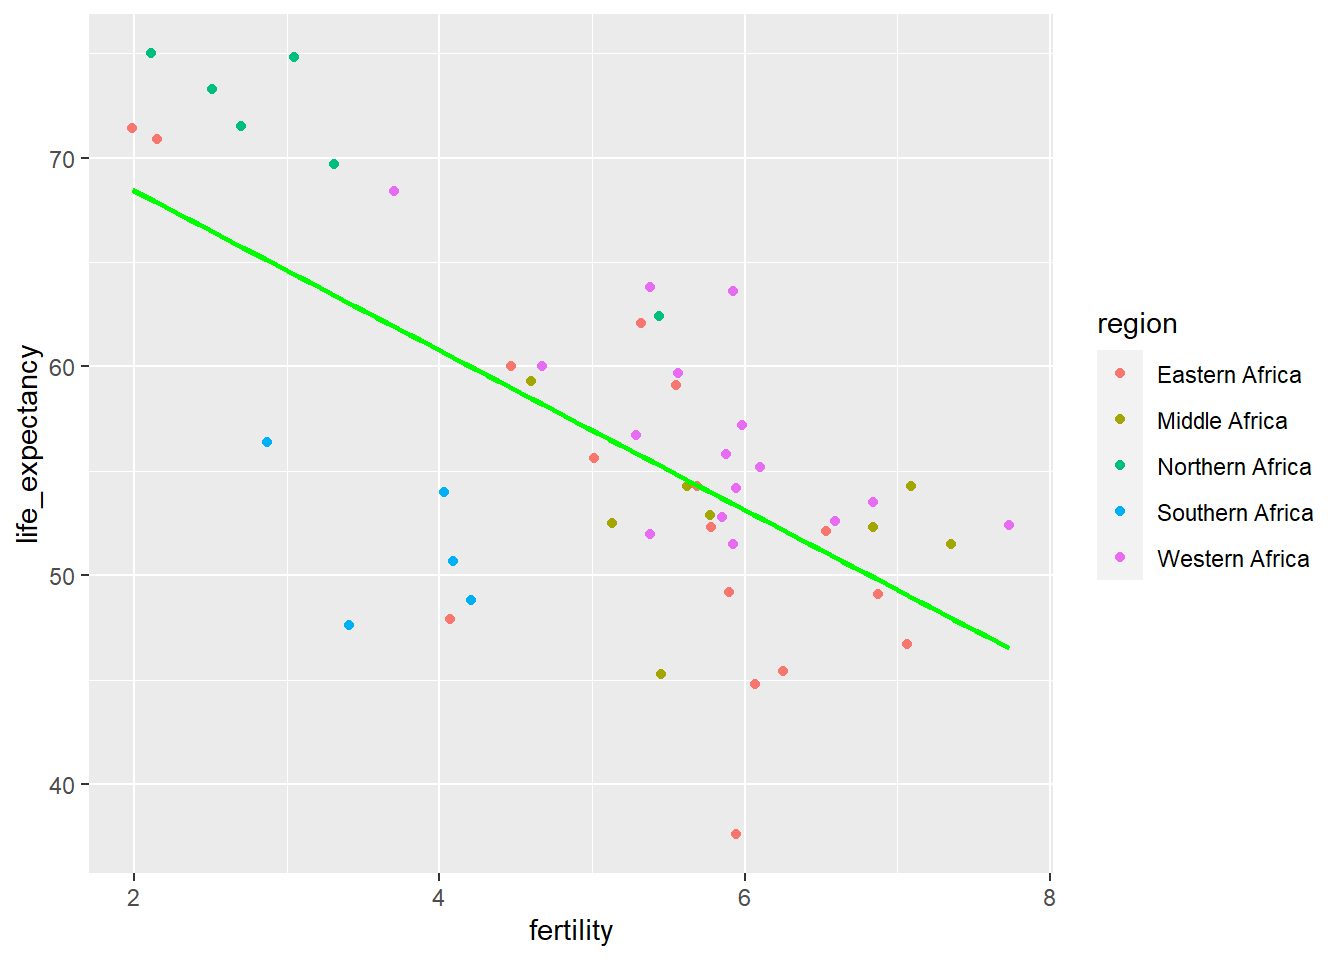 life_expectancy
70
60
50
40
2
4
6
8
fertility
region
Eastern Africa
Middle Africa
Northern Africa
Southern Africa
Western Africa